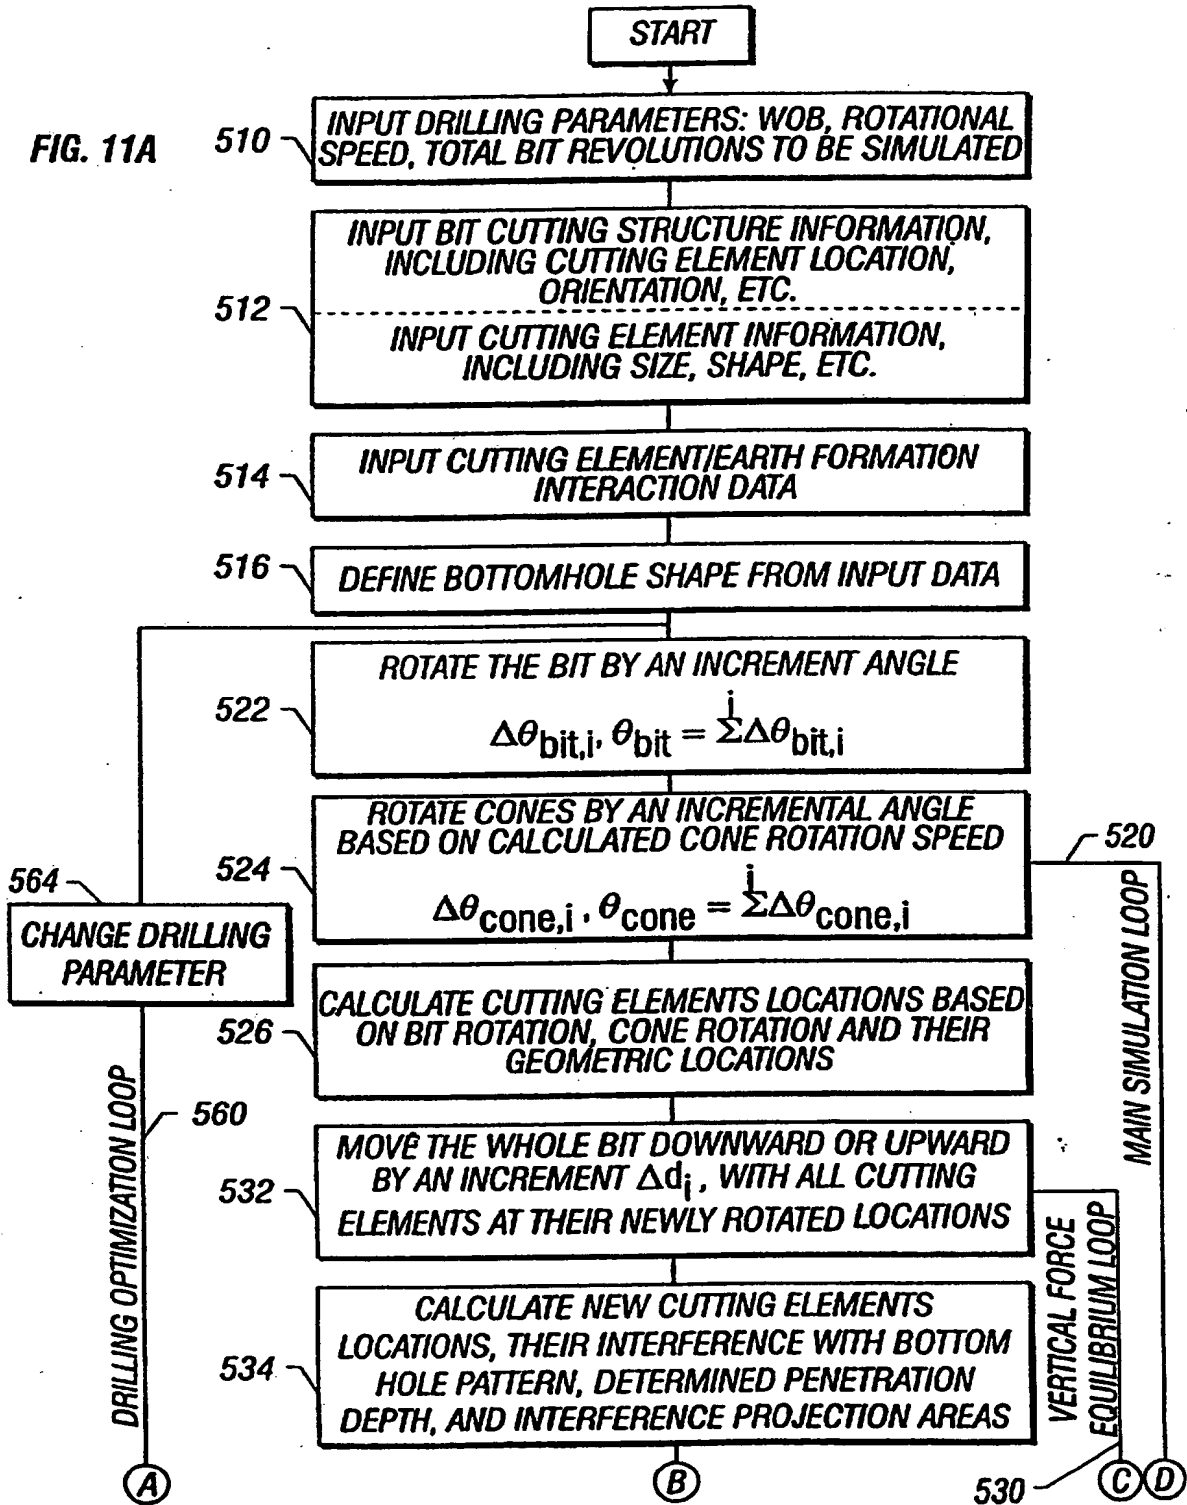 START
FIG. 11A
510
INPUT DRILLING PARAMETERS: WOB, ROTATIONAL
SPEED, TOTAL BIT REVOLUTIONS TO BE SIMULATED
512
INPUT BIT CUTTING STRUCTURE INFORMATION,
INCLUDING CUTTING ELEMENT LOCATION,
ORIENTATION, ETC.
INPUT CUTTING ELEMENT INFORMATION,
INCLUDING SIZE, SHAPE, ETC.
514
INPUT CUTTING ELEMENT/EARTH FORMATION
INTERACTION DATA
516
DEFINE BOTTOMHOLE SHAPE FROM INPUT DATA
522
ROTATE THE BIT BY AN INCREMENT ANGLE
Δθbit,i, θbit = Σ^i Δθbit,i
524
ROTATE CONES BY AN INCREMENTAL ANGLE
BASED ON CALCULATED CONE ROTATION SPEED
Δθcone,i, θcone = Σ^i Δθcone,i
520
MAIN SIMULATION LOOP
564
CHANGE DRILLING
PARAMETER
526
CALCULATE CUTTING ELEMENTS LOCATIONS BASED
ON BIT ROTATION, CONE ROTATION AND THEIR
GEOMETRIC LOCATIONS
560
DRILLING OPTIMIZATION LOOP
532
MOVE THE WHOLE BIT DOWNWARD OR UPWARD
BY AN INCREMENT Δdi, WITH ALL CUTTING
ELEMENTS AT THEIR NEWLY ROTATED LOCATIONS
VERTICAL FORCE
EQUILIBRIUM LOOP
534
CALCULATE NEW CUTTING ELEMENTS
LOCATIONS, THEIR INTERFERENCE WITH BOTTOM
HOLE PATTERN, DETERMINED PENETRATION
DEPTH, AND INTERFERENCE PROJECTION AREAS
530
A
B
C
D